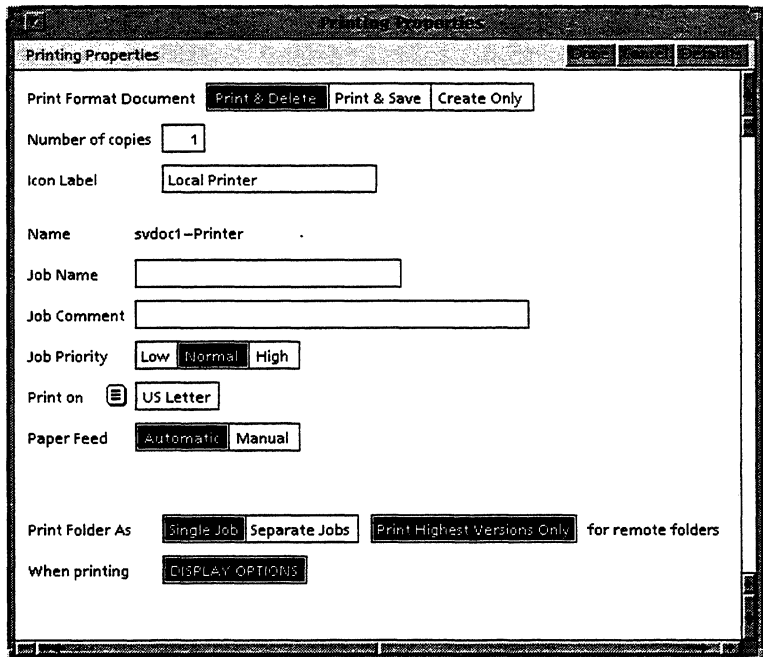 Printing Properties
Printing Properties Done Cancel Defaults
Print Format Document Print & Delete Print & Save Create Only
Number of copies 1
Icon Label Local Printer
Name svdoc1-Printer
Job Name
Job Comment
Job Priority Low Normal High
Print on US Letter
Paper Feed Automatic Manual
Print Folder As Single Job Separate Jobs Print Highest Versions Only for remote folders
When printing DISPLAY OPTIONS